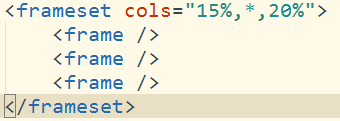 <frameset cols="15%,*,20%">
    <frame />
    <frame />
    <frame />
</frameset>